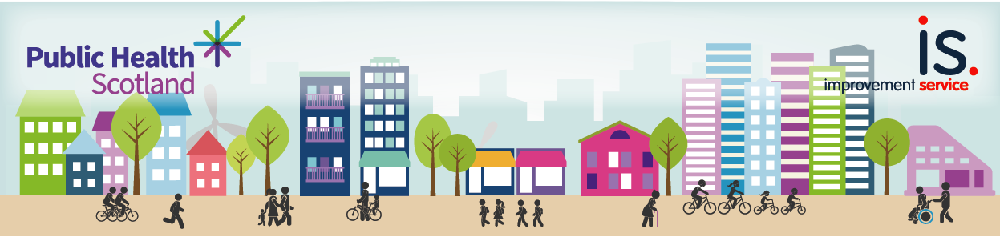 Public Health
Scotland
is.
improvement service